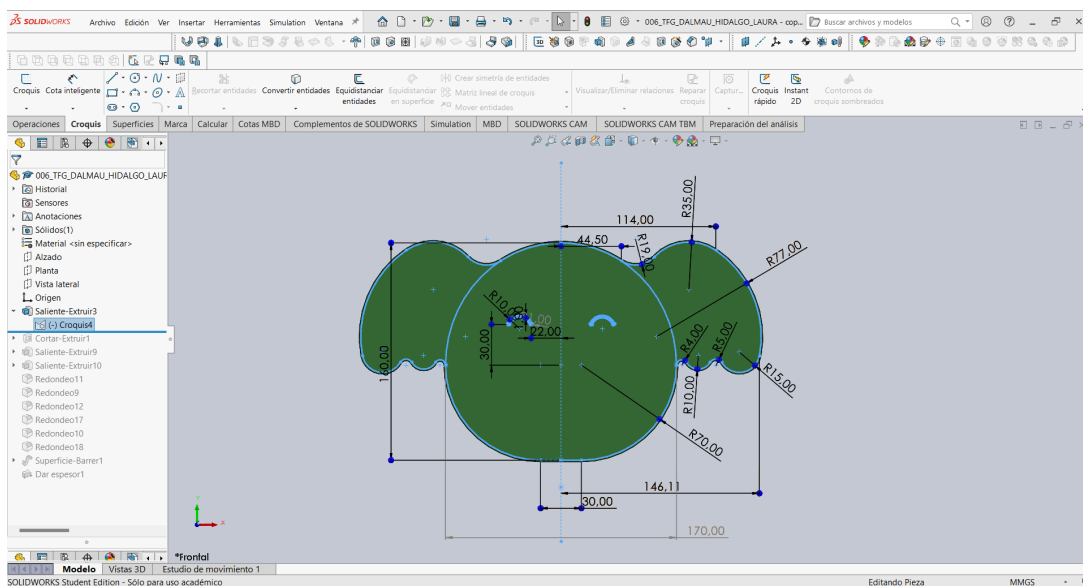 SOLIDWORKS Archivo Edición Ver Insertar Herramientas Simulation Ventana 006_TFG_DALMAU_HIDALGO_LAURA - cop... Buscar archivos y modelos
Croquis Cota inteligente Recortar entidades Convertir entidades Equidistanciar entidades Equidistanciar en superficie Crear simetría de entidades Matriz lineal de croquis Mover entidades Visualizar/Eliminar relaciones Reparar croquis Captur... Croquis rápido Instant 2D Contornos de croquis sombreados
Operaciones Croquis Superficies Marca Calcular Cotas MBD Complementos de SOLIDWORKS Simulation MBD SOLIDWORKS CAM SOLIDWORKS CAM TBM Preparación del análisis
006_TFG_DALMAU_HIDALGO_LAUR
Historial
Sensores
Anotaciones
Sólidos(1)
Material <sin especificar>
Alzado
Planta
Vista lateral
Origen
Saliente-Extruir3
(-) Croquis4
Cortar-Extruir1
Saliente-Extruir9
Saliente-Extruir10
Redondeo11
Redondeo9
Redondeo12
Redondeo17
Redondeo10
Redondeo18
Superficie-Barrer1
Dar espesor1
R35,00
114,00
44,50
R19,00
R77,00
22,00
30,00
160,00
R4,00
R5,00
R10,00
R15,00
R70,00
146,11
30,00
170,00
Y
X
*Frontal
Modelo Vistas 3D Estudio de movimiento 1
SOLIDWORKS Student Edition - Sólo para uso académico Editando Pieza MMGS